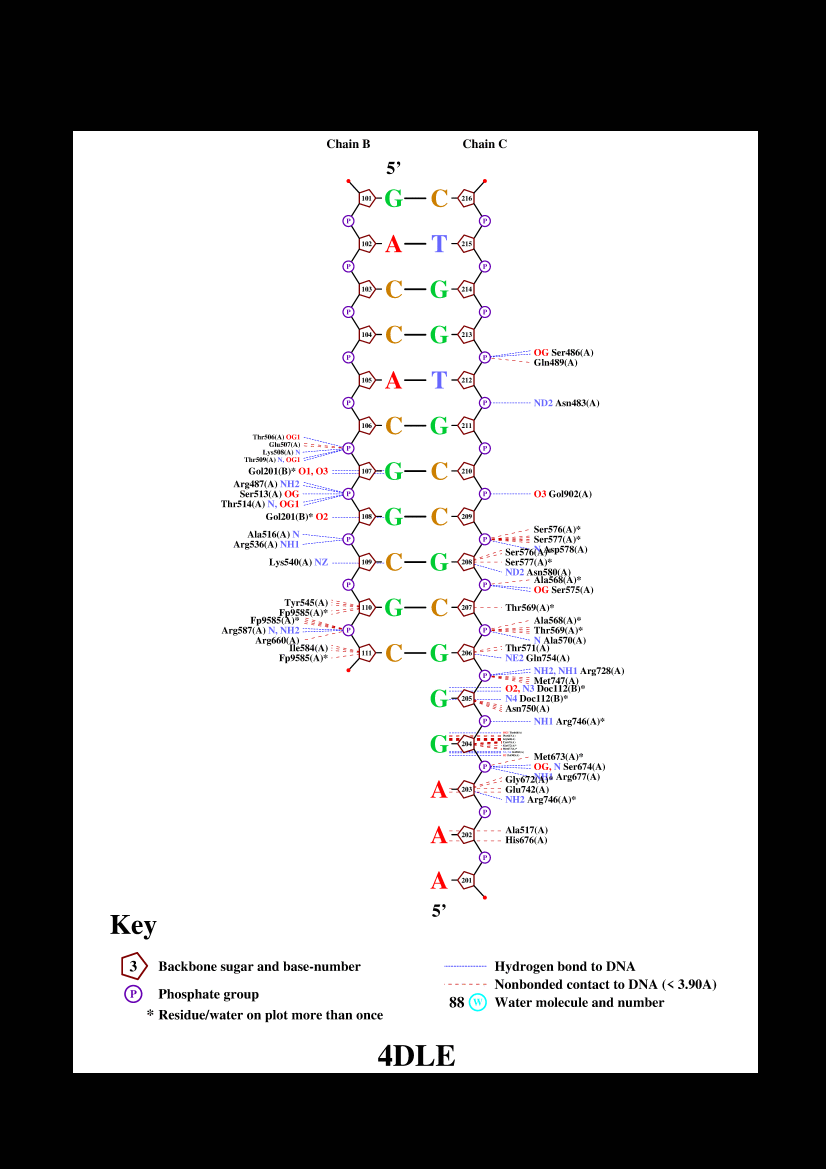 Chain B Chain C
5’
101 G C 216
P P
102 A T 215
P P
103 C G 214
P P
104 C G 213
P P OG Ser486(A)
Gln489(A)
105 A T 212
P P ND2 Asn483(A)
106 C G 211
Thr506(A) OG1
Glu507(A)
P P
Lys508(A) N
Thr509(A) N, OG1
Gol201(B)* O1, O3 107 G C 210
Arg487(A) NH2
Ser513(A) OG P P O3 Gol902(A)
Thr514(A) N, OG1
Gol201(B)* O2 108 G C 209
Ser576(A)*
Ala516(A) N P P Ser577(A)*
Arg536(A) NH1 N Asp578(A)
Ser576(A)*
Lys540(A) NZ 109 C G 208 Ser577(A)*
ND2 Asn580(A)
Ala568(A)*
P P OG Ser575(A)
Tyr545(A)
110 G C 207 Thr569(A)*
Fp9585(A)*
Fp9585(A)* Ala568(A)*
Arg587(A) N, NH2 P P Thr569(A)*
Arg660(A) N Ala570(A)
Ile584(A) Thr571(A)
111 C G 206
Fp9585(A)* NE2 Gln754(A)
NH2, NH1 Arg728(A)
P
Met747(A)
O2, N3 Doc112(B)*
G 205 N4 Doc112(B)*
Asn750(A)
P NH1 Arg746(A)*
G 204
Met673(A)*
P OG, N Ser674(A)
NH1 Arg677(A)
Gly672(A)*
A 203 Glu742(A)
NH2 Arg746(A)*
P
Ala517(A)
A 202
His676(A)
P
A 201
5’
Key
3 Backbone sugar and base-number
P Phosphate group
* Residue/water on plot more than once
Hydrogen bond to DNA
Nonbonded contact to DNA (< 3.90A)
88 W Water molecule and number
4DLE